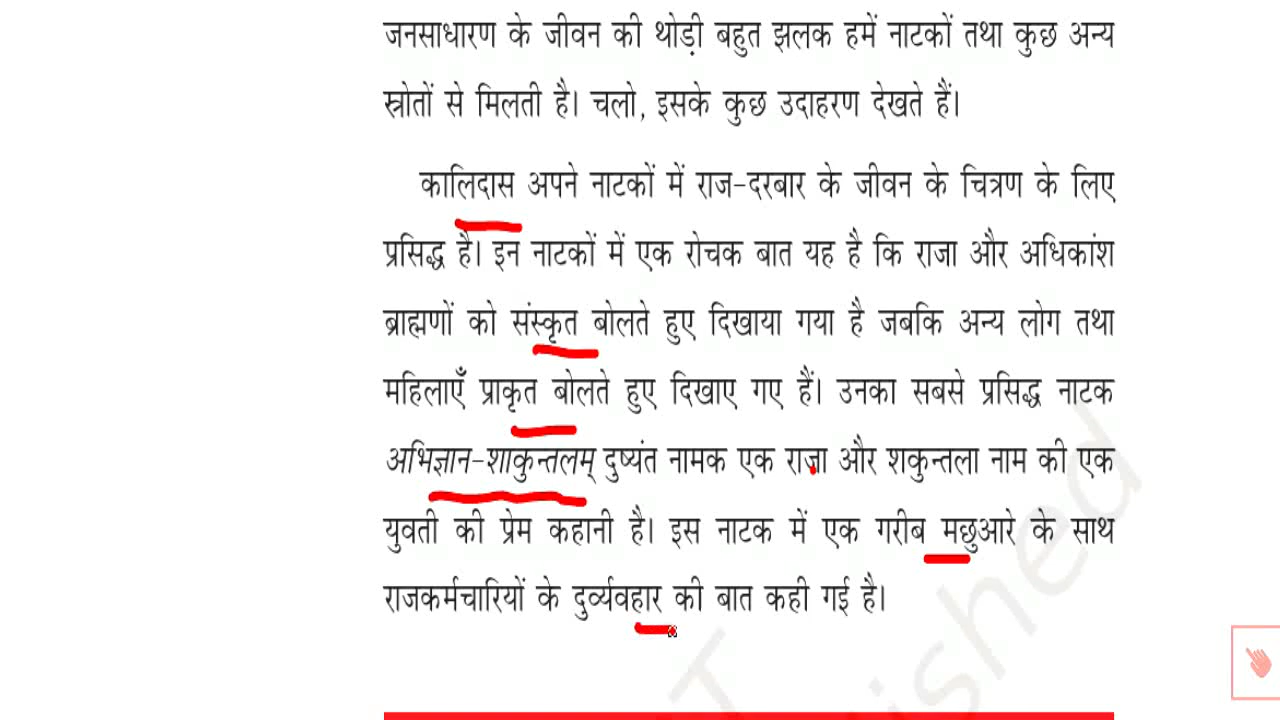 जनसाधारण के जीवन की थोड़ी बहुत झलक हमें नाटकों तथा कुछ अन्य
स्त्रोतों से मिलती है। चलो, इसके कुछ उदाहरण देखते हैं।
कालिदास अपने नाटकों में राज-दरबार के जीवन के चित्रण के लिए
प्रसिद्ध है। इन नाटकों में एक रोचक बात यह है कि राजा और अधिकांश
ब्राह्मणों को संस्कृत बोलते हुए दिखाया गया है जबकि अन्य लोग तथा
महिलाएँ प्राकृत बोलते हुए दिखाए गए हैं। उनका सबसे प्रसिद्ध नाटक
अभिज्ञान-शाकुन्तलम् दुष्यंत नामक एक राजा और शकुन्तला नाम की एक
युवती की प्रेम कहानी है। इस नाटक में एक गरीब मछुआरे के साथ
राजकर्मचारियों के दुर्व्यवहार की बात कही गई है।